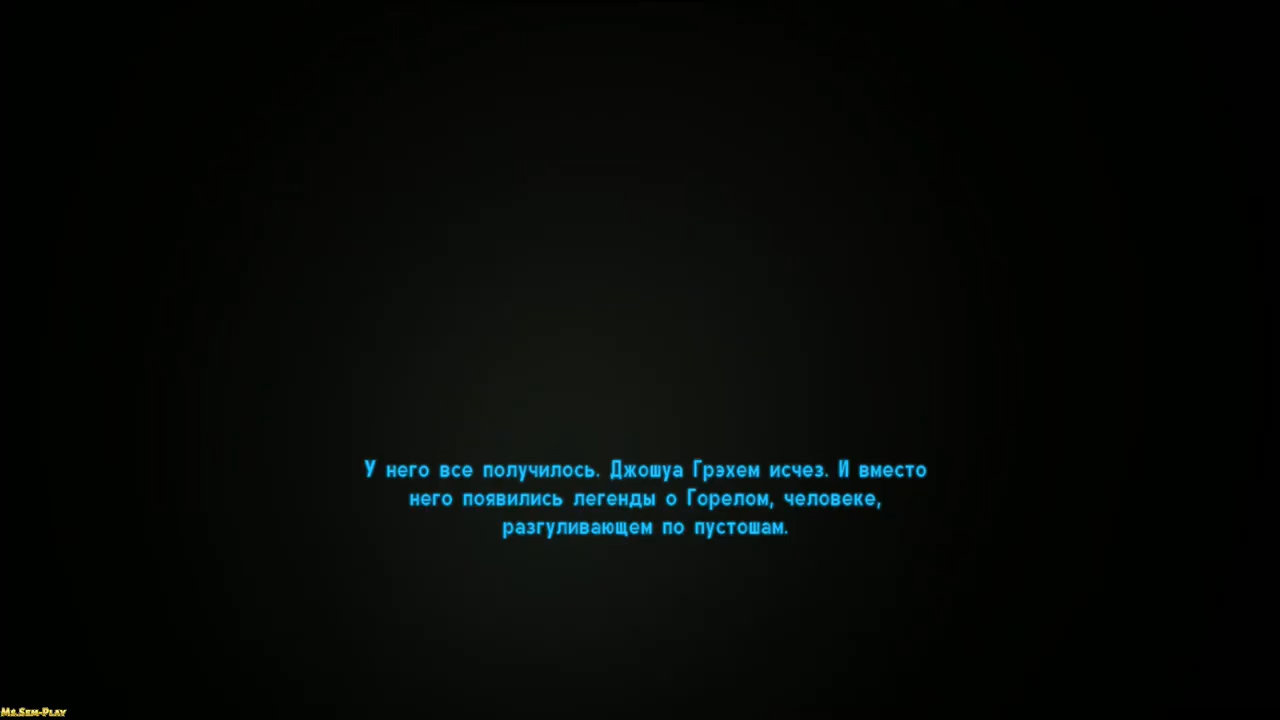 У него все получилось. Джошуа Грэхем исчез. И вместо
него появились легенды о Горелом, человеке,
разгуливающем по пустошам.
Ms.Sem-Play